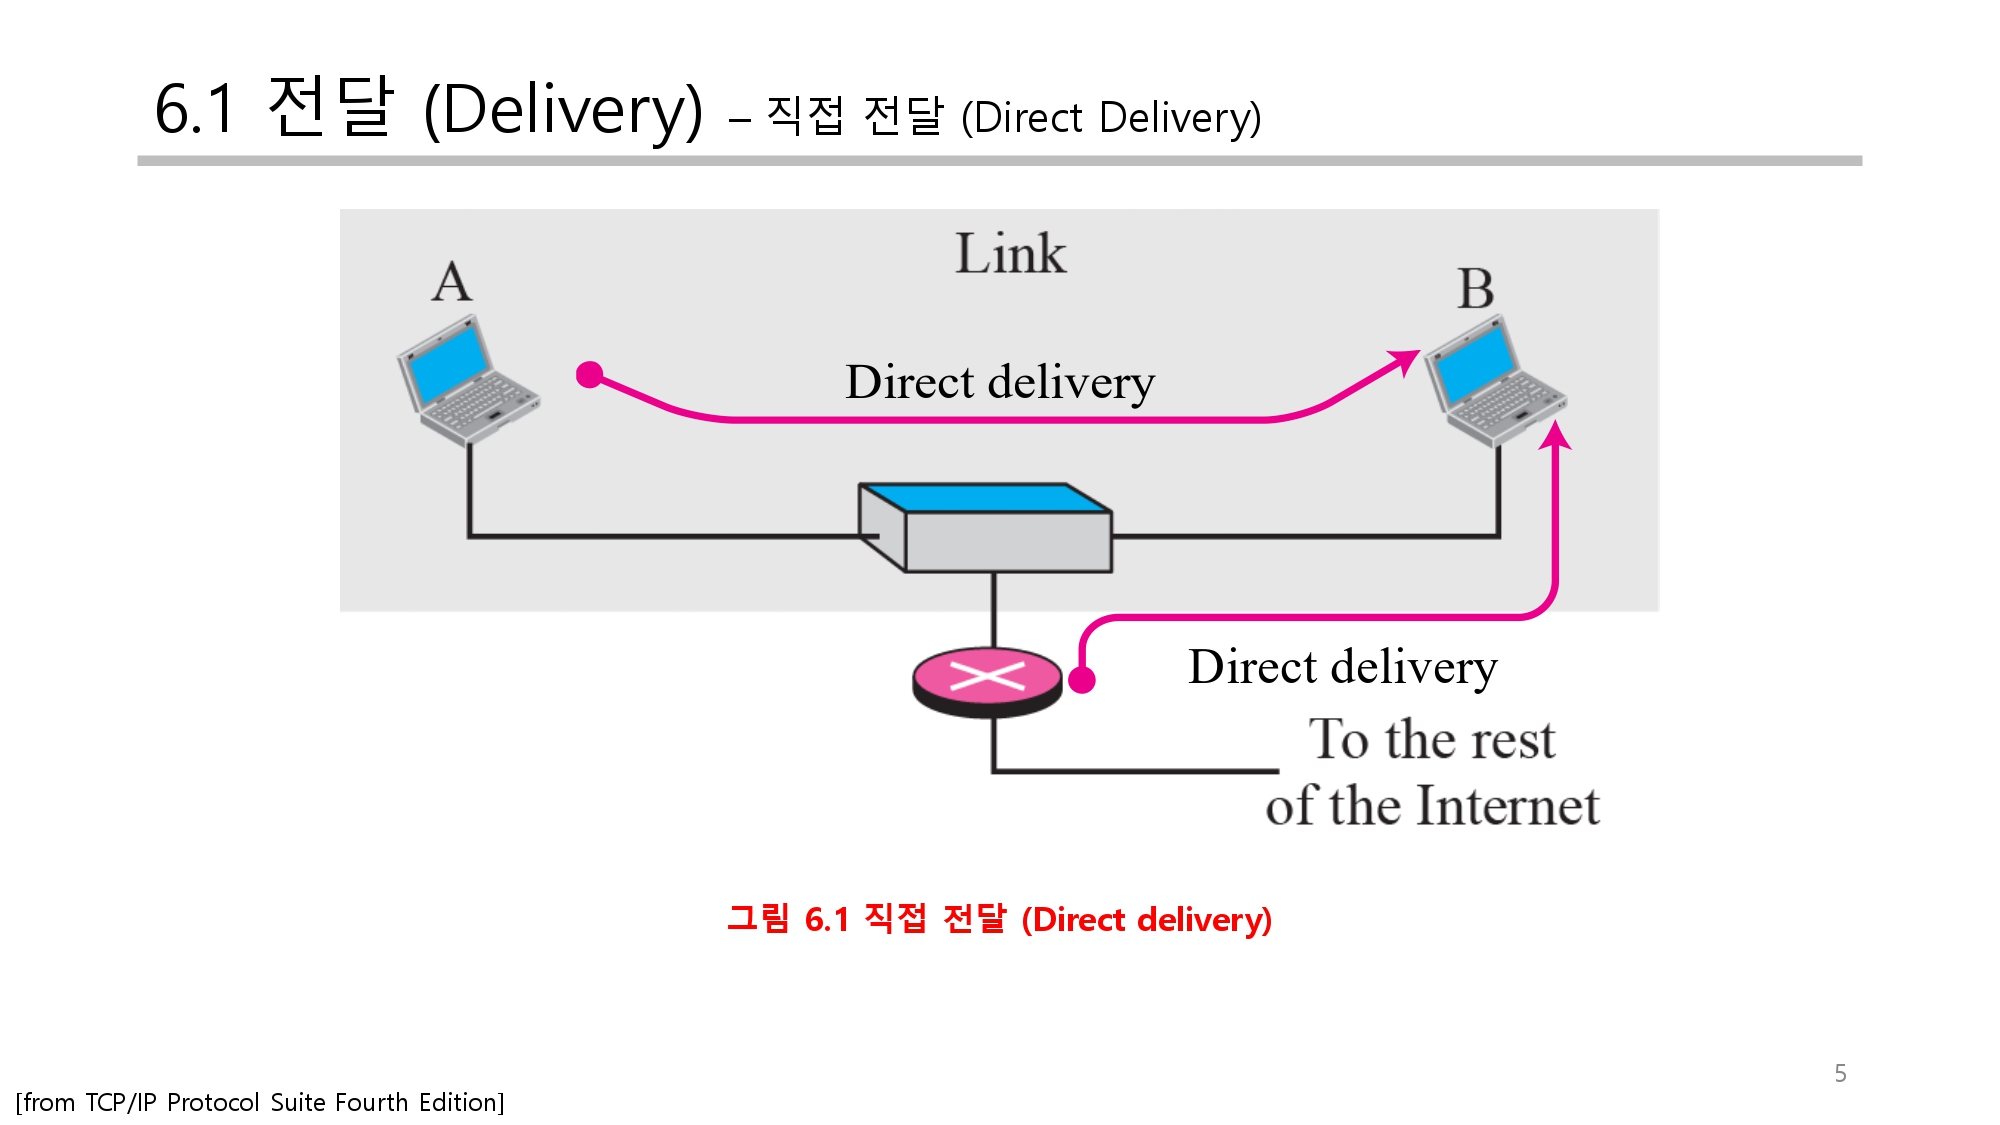 6.1 전달 (Delivery) – 직접 전달 (Direct Delivery)
Link
A
B
Direct delivery
Direct delivery
To the rest
of the Internet
그림 6.1 직접 전달 (Direct delivery)
5
[from TCP/IP Protocol Suite Fourth Edition]